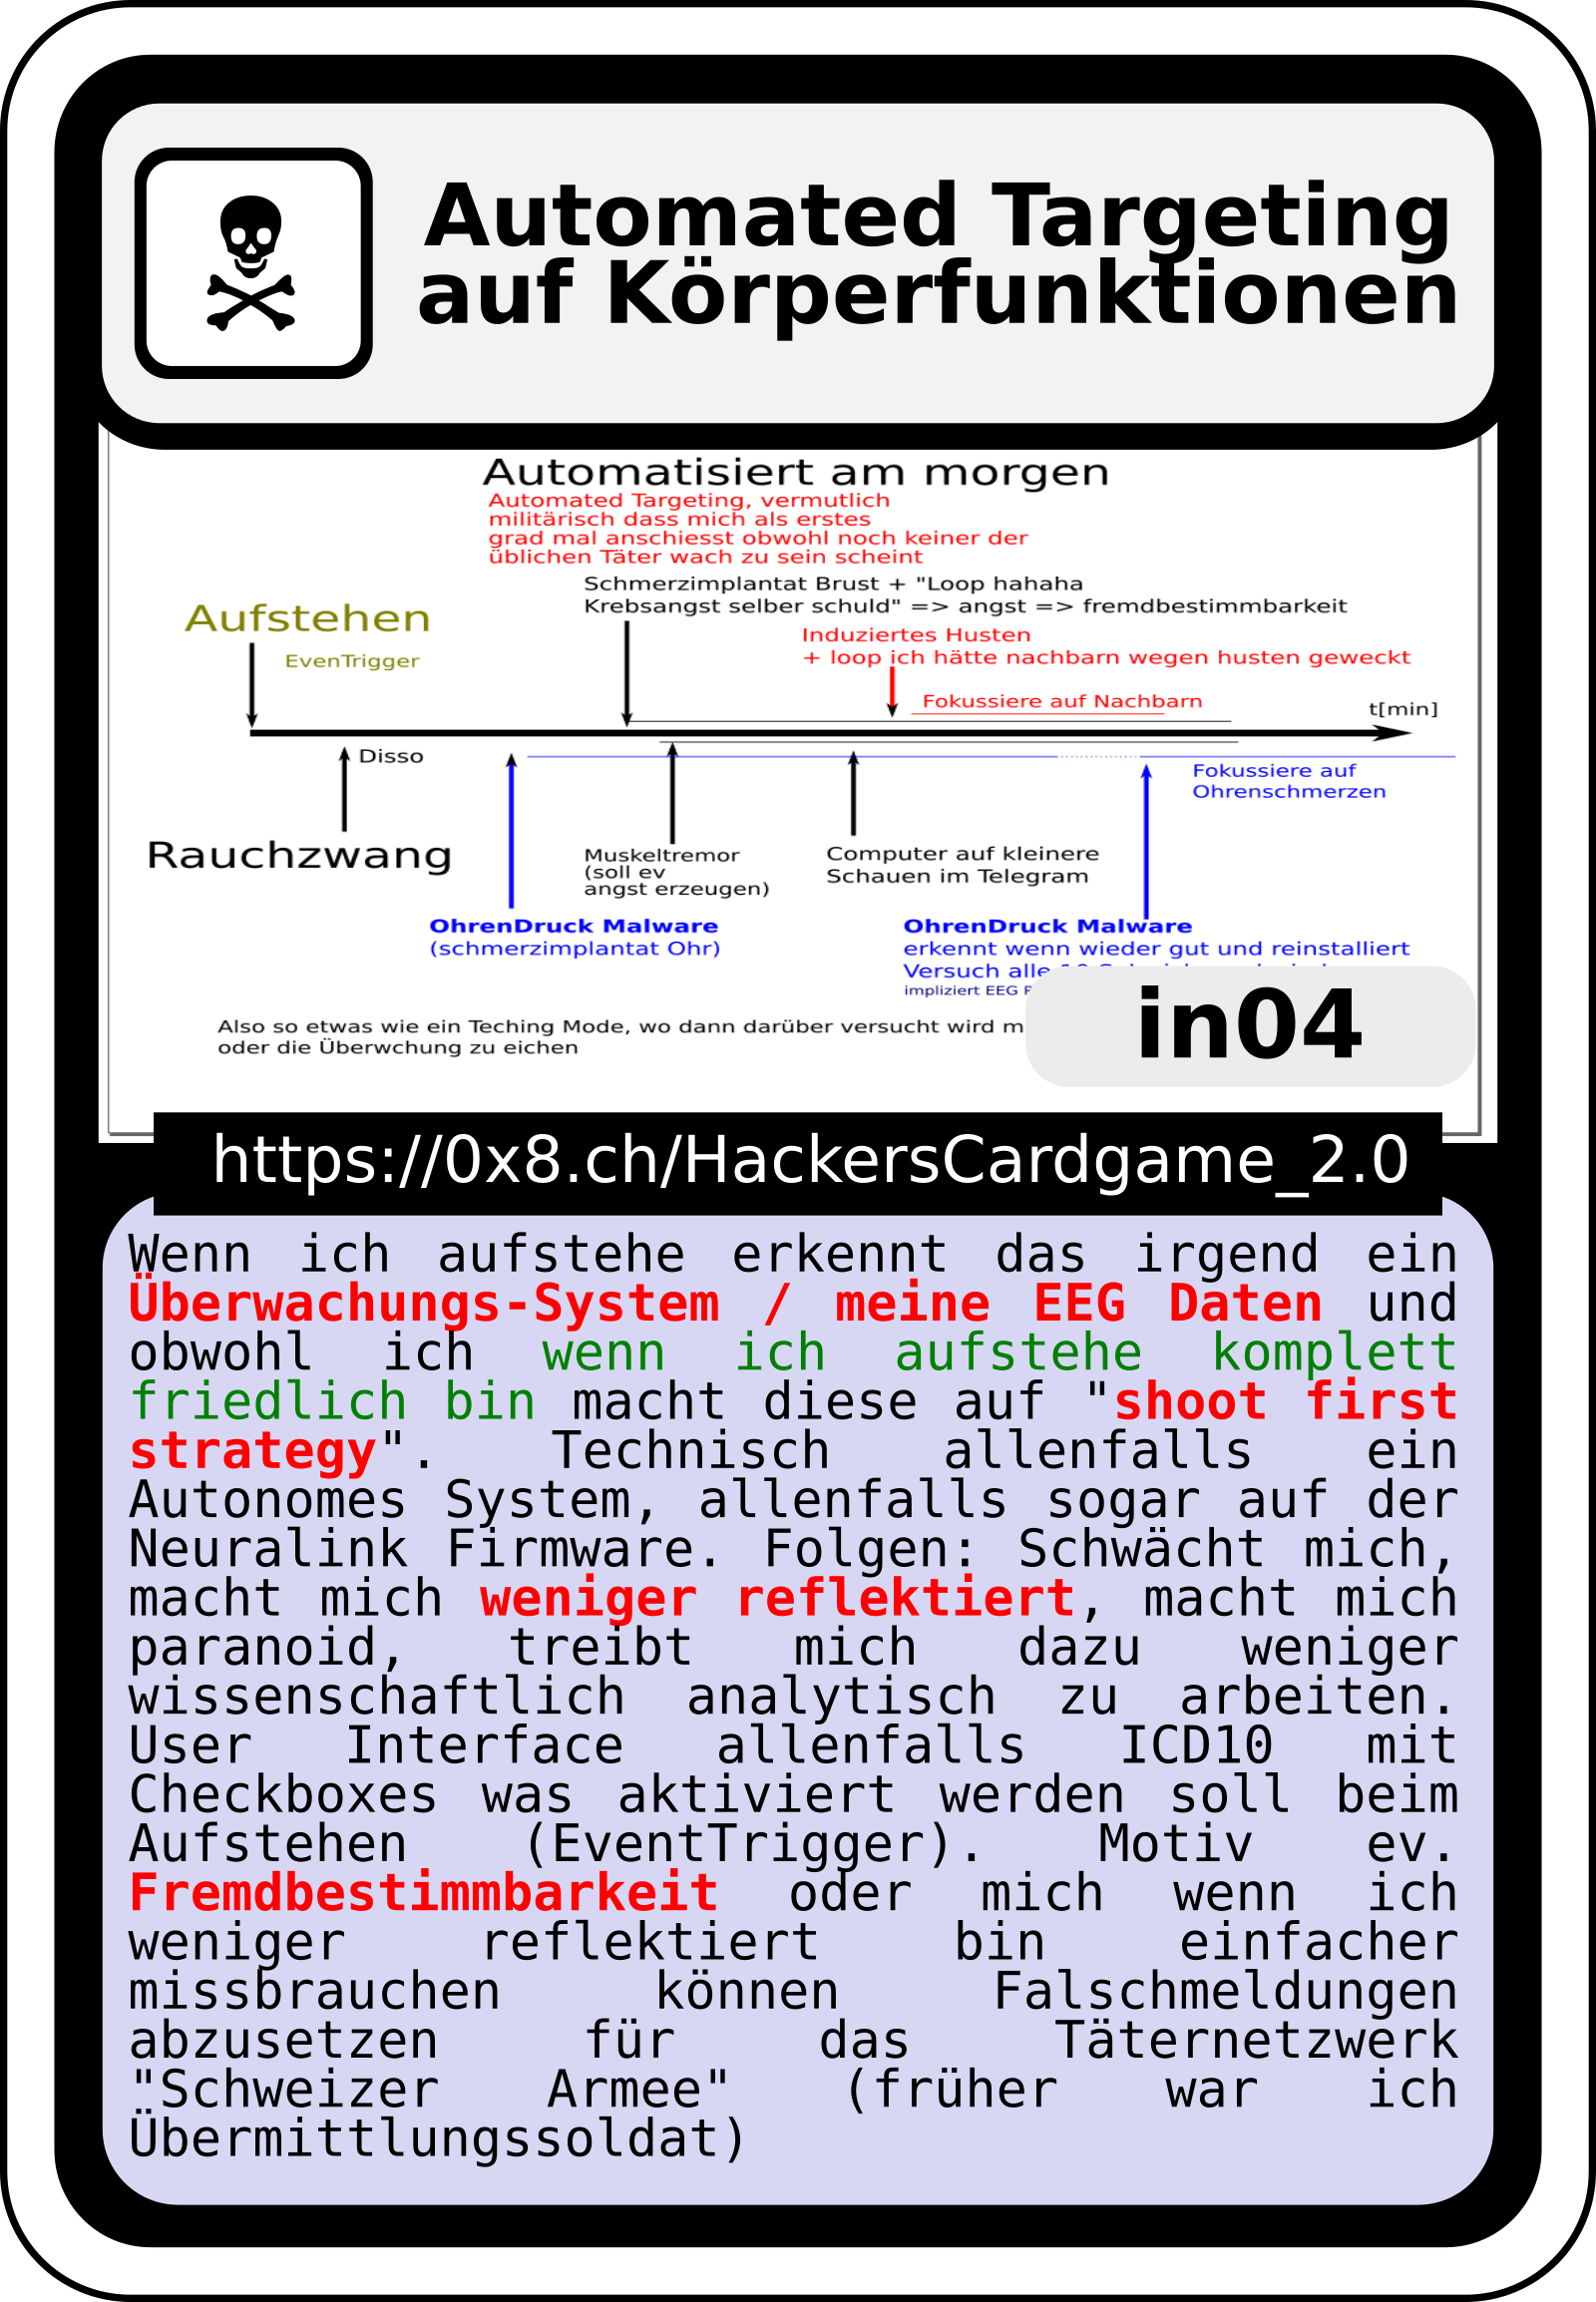 Automated Targeting
auf Körperfunktionen
Automatisiert am morgen
Automated Targeting, vermutlich
militärisch dass mich als erstes
grad mal anschiesst obwohl noch keiner der
üblichen Täter wach zu sein scheint
Schmerzimplantat Brust + "Loop hahaha
Krebsangst selber schuld" => angst => fremdbestimmbarkeit
Aufstehen
EvenTrigger
Induziertes Husten
+ loop ich hätte nachbarn wegen husten geweckt
Fokussiere auf Nachbarn
t[min]
Disso
Fokussiere auf
Ohrenschmerzen
Rauchzwang
Muskeltremor
(soll ev
angst erzeugen)
Computer auf kleinere
Schauen im Telegram
OhrenDruck Malware
(schmerzimplantat Ohr)
OhrenDruck Malware
erkennt wenn wieder gut und reinstalliert
Versuch alle
impliziert EEG
Also so etwas wie ein Teching Mode, wo dann darüber versucht wird
oder die Überwchung zu eichen
in04
https://0x8.ch/HackersCardgame_2.0
Wenn ich aufstehe erkennt das irgend ein
Überwachungs-System / meine EEG Daten und
obwohl ich wenn ich aufstehe komplett
friedlich bin macht diese auf "shoot first
strategy". Technisch allenfalls ein
Autonomes System, allenfalls sogar auf der
Neuralink Firmware. Folgen: Schwächt mich,
macht mich weniger reflektiert, macht mich
paranoid, treibt mich dazu weniger
wissenschaftlich analytisch zu arbeiten.
User Interface allenfalls ICD10 mit
Checkboxes was aktiviert werden soll beim
Aufstehen (EventTrigger). Motiv ev.
Fremdbestimmbarkeit oder mich wenn ich
weniger reflektiert bin einfacher
missbrauchen können Falschmeldungen
abzusetzen für das Täternetzwerk
"Schweizer Armee" (früher war ich
Übermittlungssoldat)